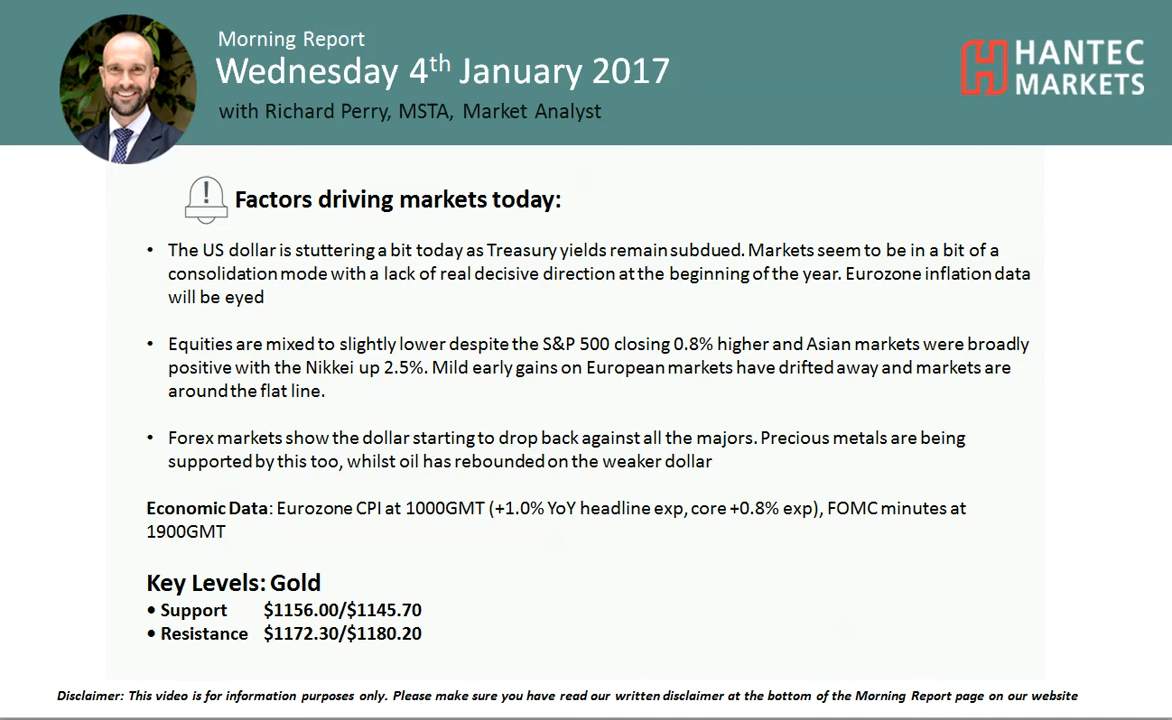 Morning Report
Wednesday 4th January 2017
with Richard Perry, MSTA, Market Analyst
HANTEC
MARKETS
Factors driving markets today:
• The US dollar is stuttering a bit today as Treasury yields remain subdued. Markets seem to be in a bit of a
consolidation mode with a lack of real decisive direction at the beginning of the year. Eurozone inflation data
will be eyed
• Equities are mixed to slightly lower despite the S&P 500 closing 0.8% higher and Asian markets were broadly
positive with the Nikkei up 2.5%. Mild early gains on European markets have drifted away and markets are
around the flat line.
• Forex markets show the dollar starting to drop back against all the majors. Precious metals are being
supported by this too, whilst oil has rebounded on the weaker dollar
Economic Data: Eurozone CPI at 1000GMT (+1.0% YoY headline exp, core +0.8% exp), FOMC minutes at
1900GMT
Key Levels: Gold
• Support $1156.00/$1145.70
• Resistance $1172.30/$1180.20
Disclaimer: This video is for information purposes only. Please make sure you have read our written disclaimer at the bottom of the Morning Report page on our website